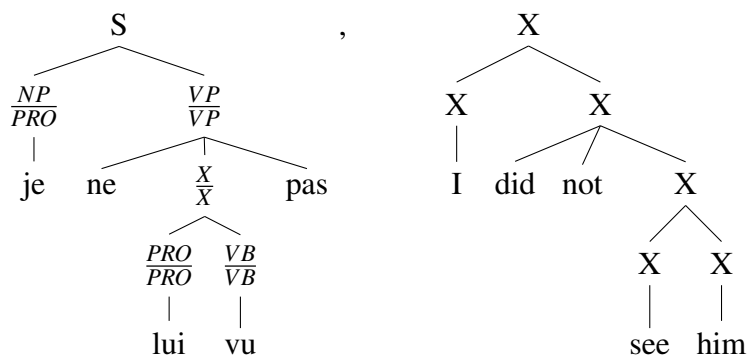 S , X
NP/PRO VP/VP X X
je ne X/X pas I did not X
PRO/PRO VB/VB X X
lui vu see him